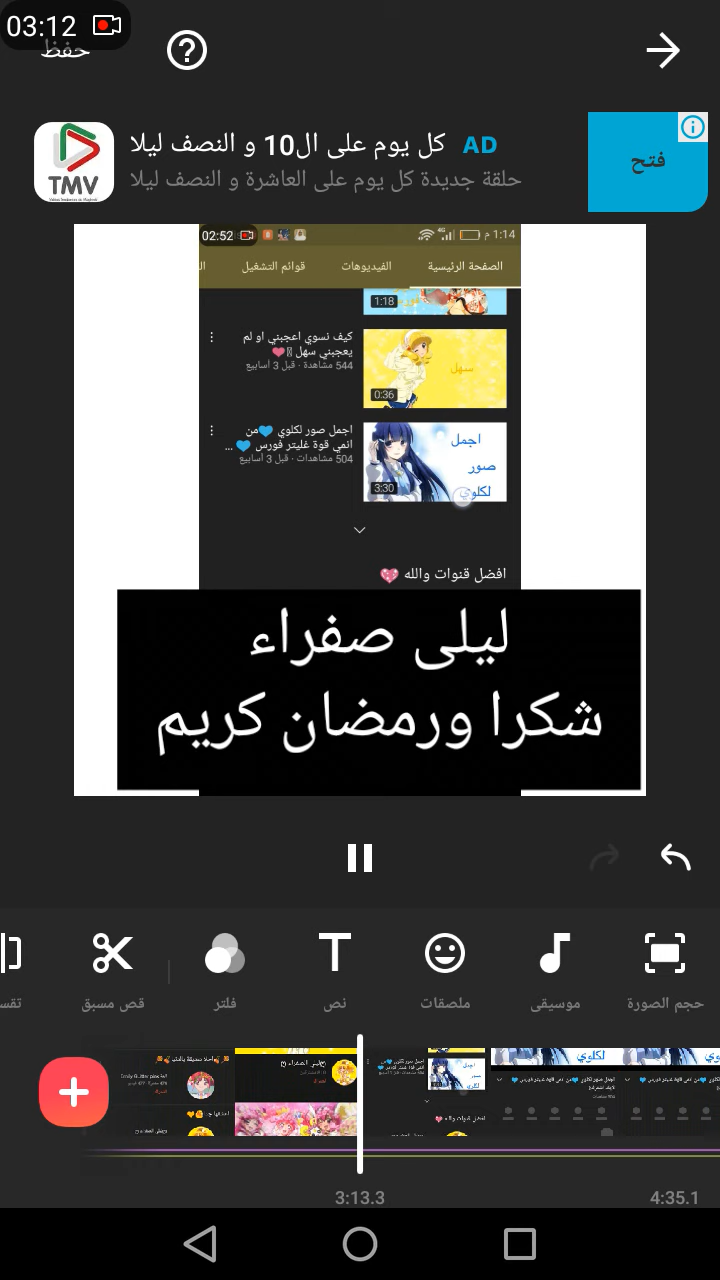 03:12
حفظ
كل يوم على ال10 و النصف ليلا AD
حلقة جديدة كل يوم على العاشرة و النصف ليلا
فتح
TMV
02:52
4G
1:14 م
الصفحة الرئيسية
الفيديوهات
قوائم التشغيل
1:18
كيف نسوي اعجبني او لم
يعجبني سهل
544 مشاهدة · قبل 3 أسابيع
سهل
0:36
اجمل صور لكلوي 💙من
انمي قوة غليتر فورس 💙 ...
504 مشاهدات · قبل 3 أسابيع
اجمل
صور
لكلوي
3:30
افضل قنوات والله 💖
ليلى صفراء
شكرا ورمضان كريم
حجم الصورة
موسيقى
ملصقات
نص
فلتر
قص مسبق
تقس
3:13.3
4:35.1